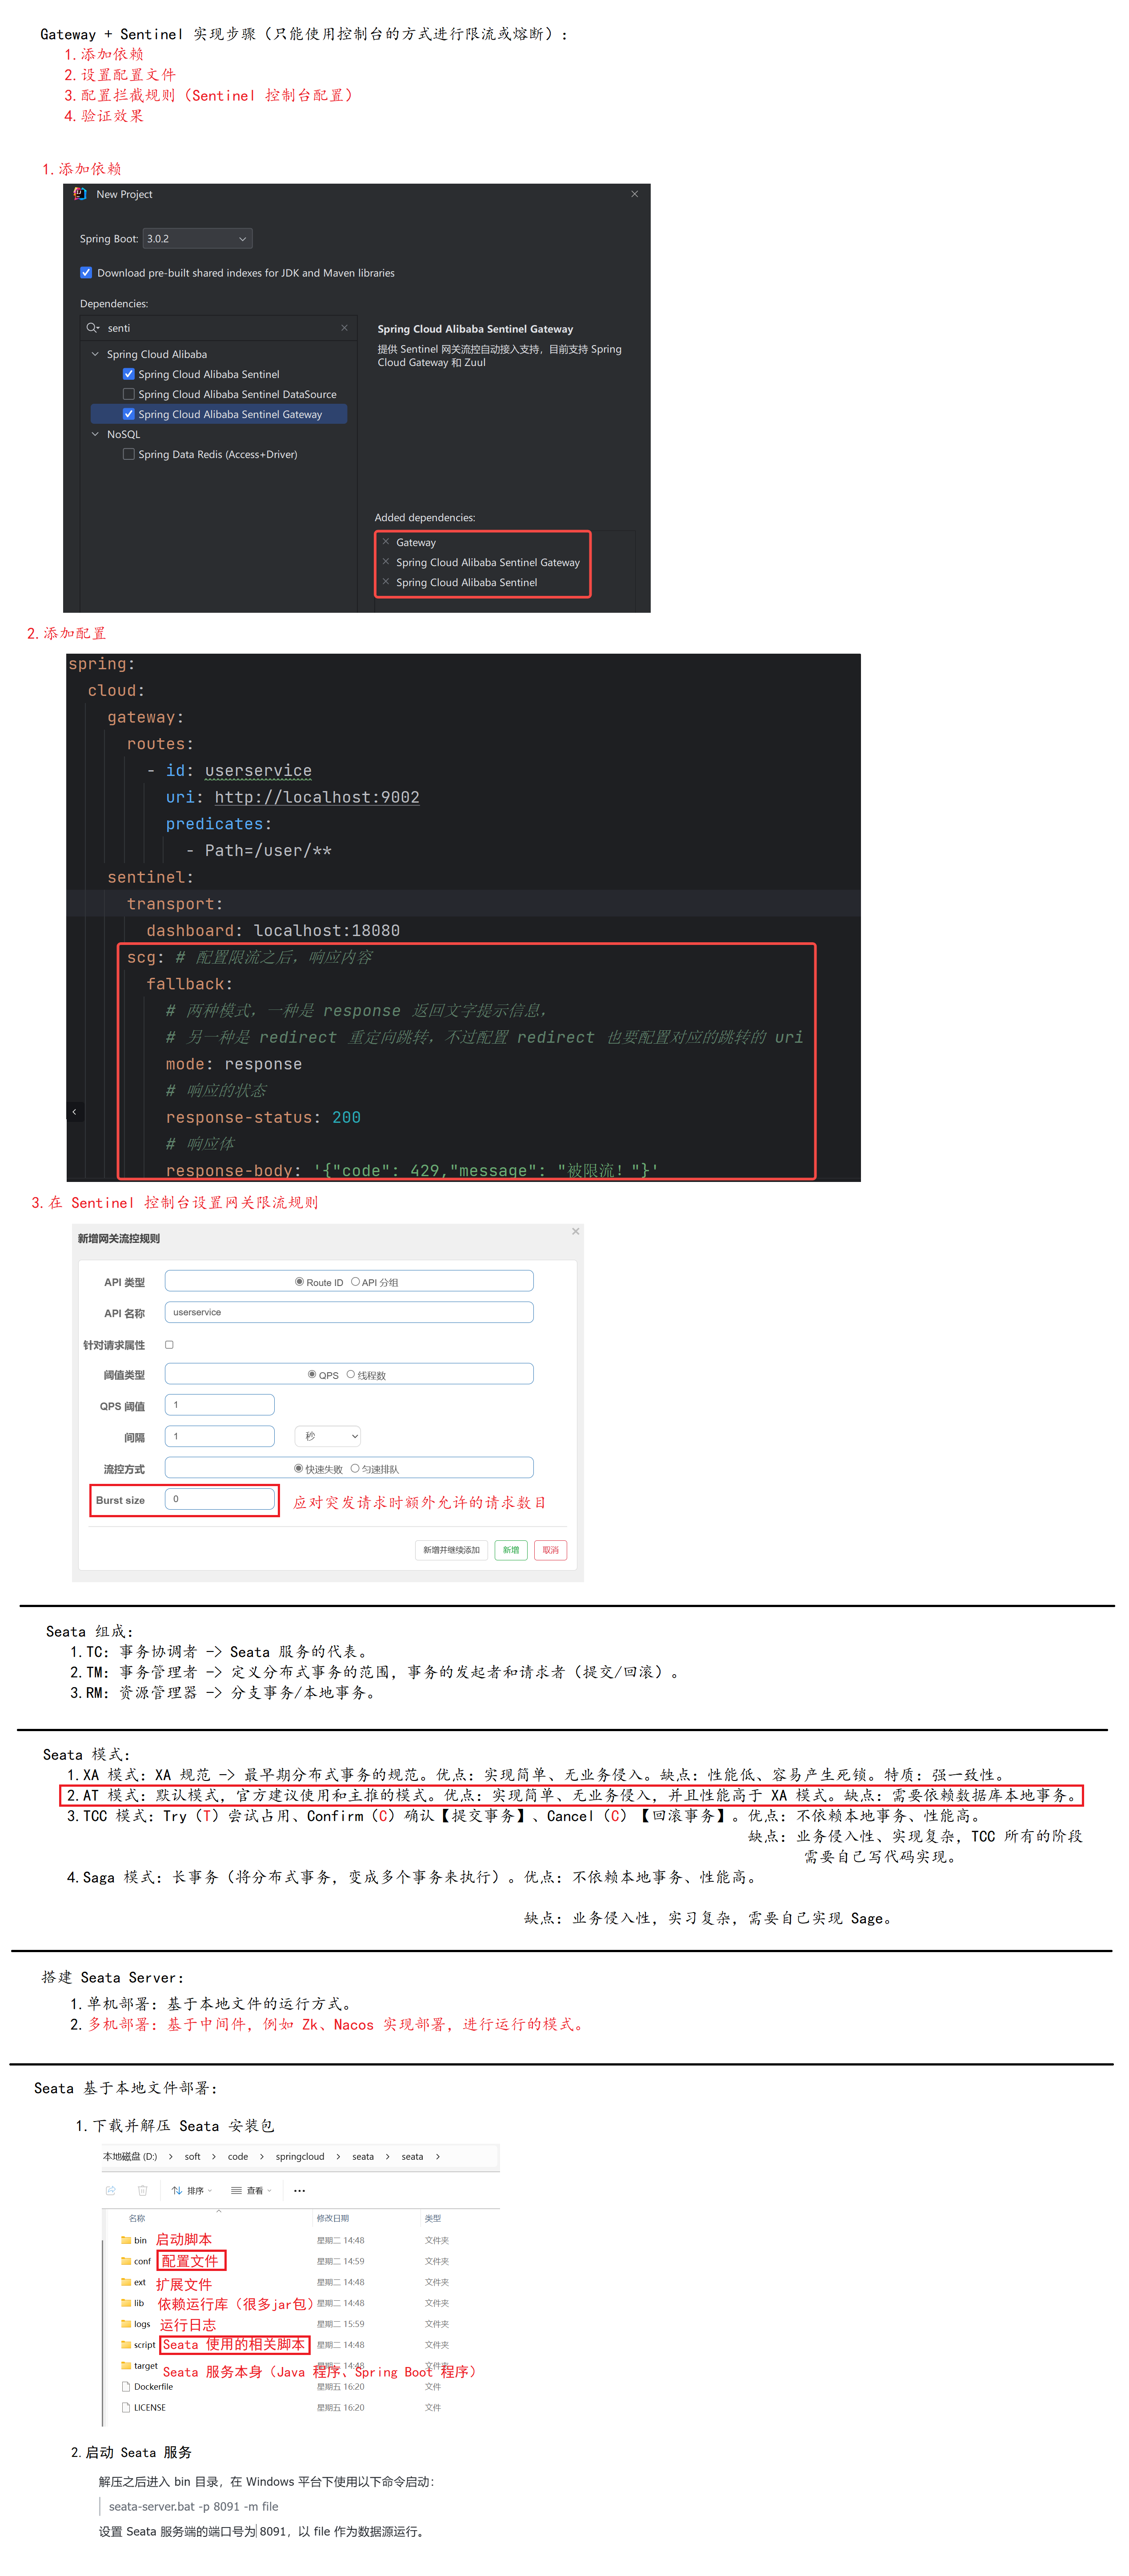 Gateway + Sentinel 实现步骤（只能使用控制台的方式进行限流或熔断）：
1.添加依赖
2.设置配置文件
3.配置拦截规则（Sentinel 控制台配置）
4.验证效果
1.添加依赖
New Project
Spring Boot: 3.0.2
Download pre-built shared indexes for JDK and Maven libraries
Dependencies:
senti
Spring Cloud Alibaba
Spring Cloud Alibaba Sentinel
Spring Cloud Alibaba Sentinel DataSource
Spring Cloud Alibaba Sentinel Gateway
NoSQL
Spring Data Redis (Access+Driver)
Spring Cloud Alibaba Sentinel Gateway
提供 Sentinel 网关流控自动接入支持，目前支持 Spring
Cloud Gateway 和 Zuul
Added dependencies:
Gateway
Spring Cloud Alibaba Sentinel Gateway
Spring Cloud Alibaba Sentinel
2.添加配置
spring:
cloud:
gateway:
routes:
- id: userservice
uri: http://localhost:9002
predicates:
- Path=/user/**
sentinel:
transport:
dashboard: localhost:18080
scg: # 配置限流之后，响应内容
fallback:
# 两种模式，一种是 response 返回文字提示信息，
# 另一种是 redirect 重定向跳转，不过配置 redirect 也要配置对应的跳转的 uri
mode: response
# 响应的状态
response-status: 200
# 响应体
response-body: '{"code": 429,"message": "被限流！"}'
3.在 Sentinel 控制台设置网关限流规则
新增网关流控规则
API 类型 Route ID API 分组
API 名称 userservice
针对请求属性
阈值类型 QPS 线程数
QPS 阈值 1
间隔 1 秒
流控方式 快速失败 匀速排队
Burst size 0 应对突发请求时额外允许的请求数目
新增并继续添加 新增 取消
Seata 组成：
1.TC：事务协调者 -> Seata 服务的代表。
2.TM：事务管理者 -> 定义分布式事务的范围，事务的发起者和请求者（提交/回滚）。
3.RM：资源管理器 -> 分支事务/本地事务。
Seata 模式：
1.XA 模式：XA 规范 -> 最早期分布式事务的规范。优点：实现简单、无业务侵入。缺点：性能低、容易产生死锁。特质：强一致性。
2.AT 模式：默认模式，官方建议使用和主推的模式。优点：实现简单、无业务侵入，并且性能高于 XA 模式。缺点：需要依赖数据库本地事务。
3.TCC 模式：Try（T）尝试占用、Confirm（C）确认【提交事务】、Cancel（C）【回滚事务】。优点：不依赖本地事务、性能高。
缺点：业务侵入性、实现复杂，TCC 所有的阶段
需要自己写代码实现。
4.Saga 模式：长事务（将分布式事务，变成多个事务来执行）。优点：不依赖本地事务、性能高。
缺点：业务侵入性，实习复杂，需要自己实现 Sage。
搭建 Seata Server：
1.单机部署：基于本地文件的运行方式。
2.多机部署：基于中间件，例如 Zk、Nacos 实现部署，进行运行的模式。
Seata 基于本地文件部署：
1.下载并解压 Seata 安装包
本地磁盘 (D:) > soft > code > springcloud > seata > seata >
排序 查看 ···
名称 修改日期 类型
bin 启动脚本 星期二 14:48 文件夹
conf 配置文件 星期二 14:59 文件夹
ext 扩展文件 星期二 14:48 文件夹
lib 依赖运行库（很多jar包） 星期二 14:48 文件夹
logs 运行日志 星期二 15:59 文件夹
script Seata 使用的相关脚本 星期二 14:48 文件夹
target 星期二 14:48 文件夹
Seata 服务本身（Java 程序、Spring Boot 程序）
Dockerfile 星期五 16:20 文件
LICENSE 星期五 16:20 文件
2.启动 Seata 服务
解压之后进入 bin 目录，在 Windows 平台下使用以下命令启动：
seata-server.bat -p 8091 -m file
设置 Seata 服务端的端口号为 8091，以 file 作为数据源运行。